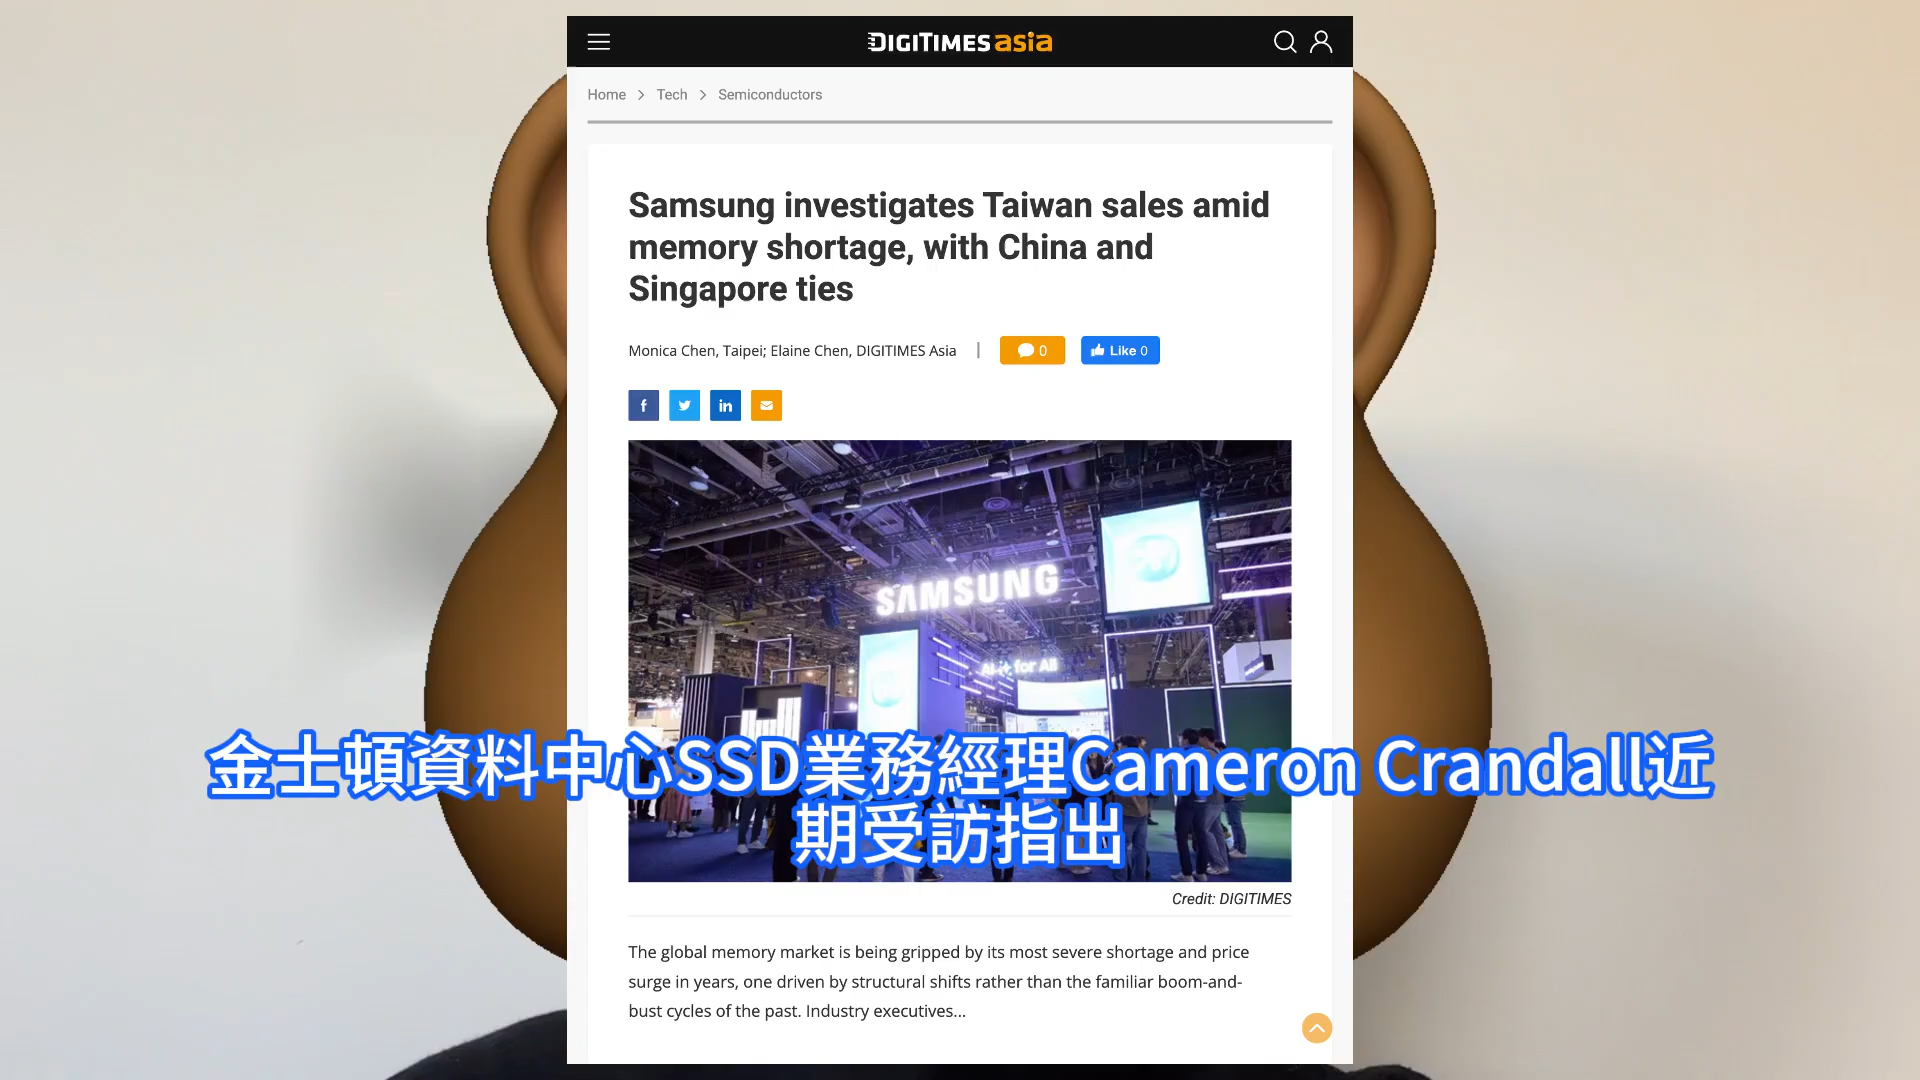 DIGITIMES asia
Home > Tech > Semiconductors
Samsung investigates Taiwan sales amid
memory shortage, with China and
Singapore ties
Monica Chen, Taipei; Elaine Chen, DIGITIMES Asia | 0 Like 0
SAMSUNG
AI for All
金士頓資料中心SSD業務經理Cameron Crandall近
期受訪指出
Credit: DIGITIMES
The global memory market is being gripped by its most severe shortage and price
surge in years, one driven by structural shifts rather than the familiar boom-and-
bust cycles of the past. Industry executives...